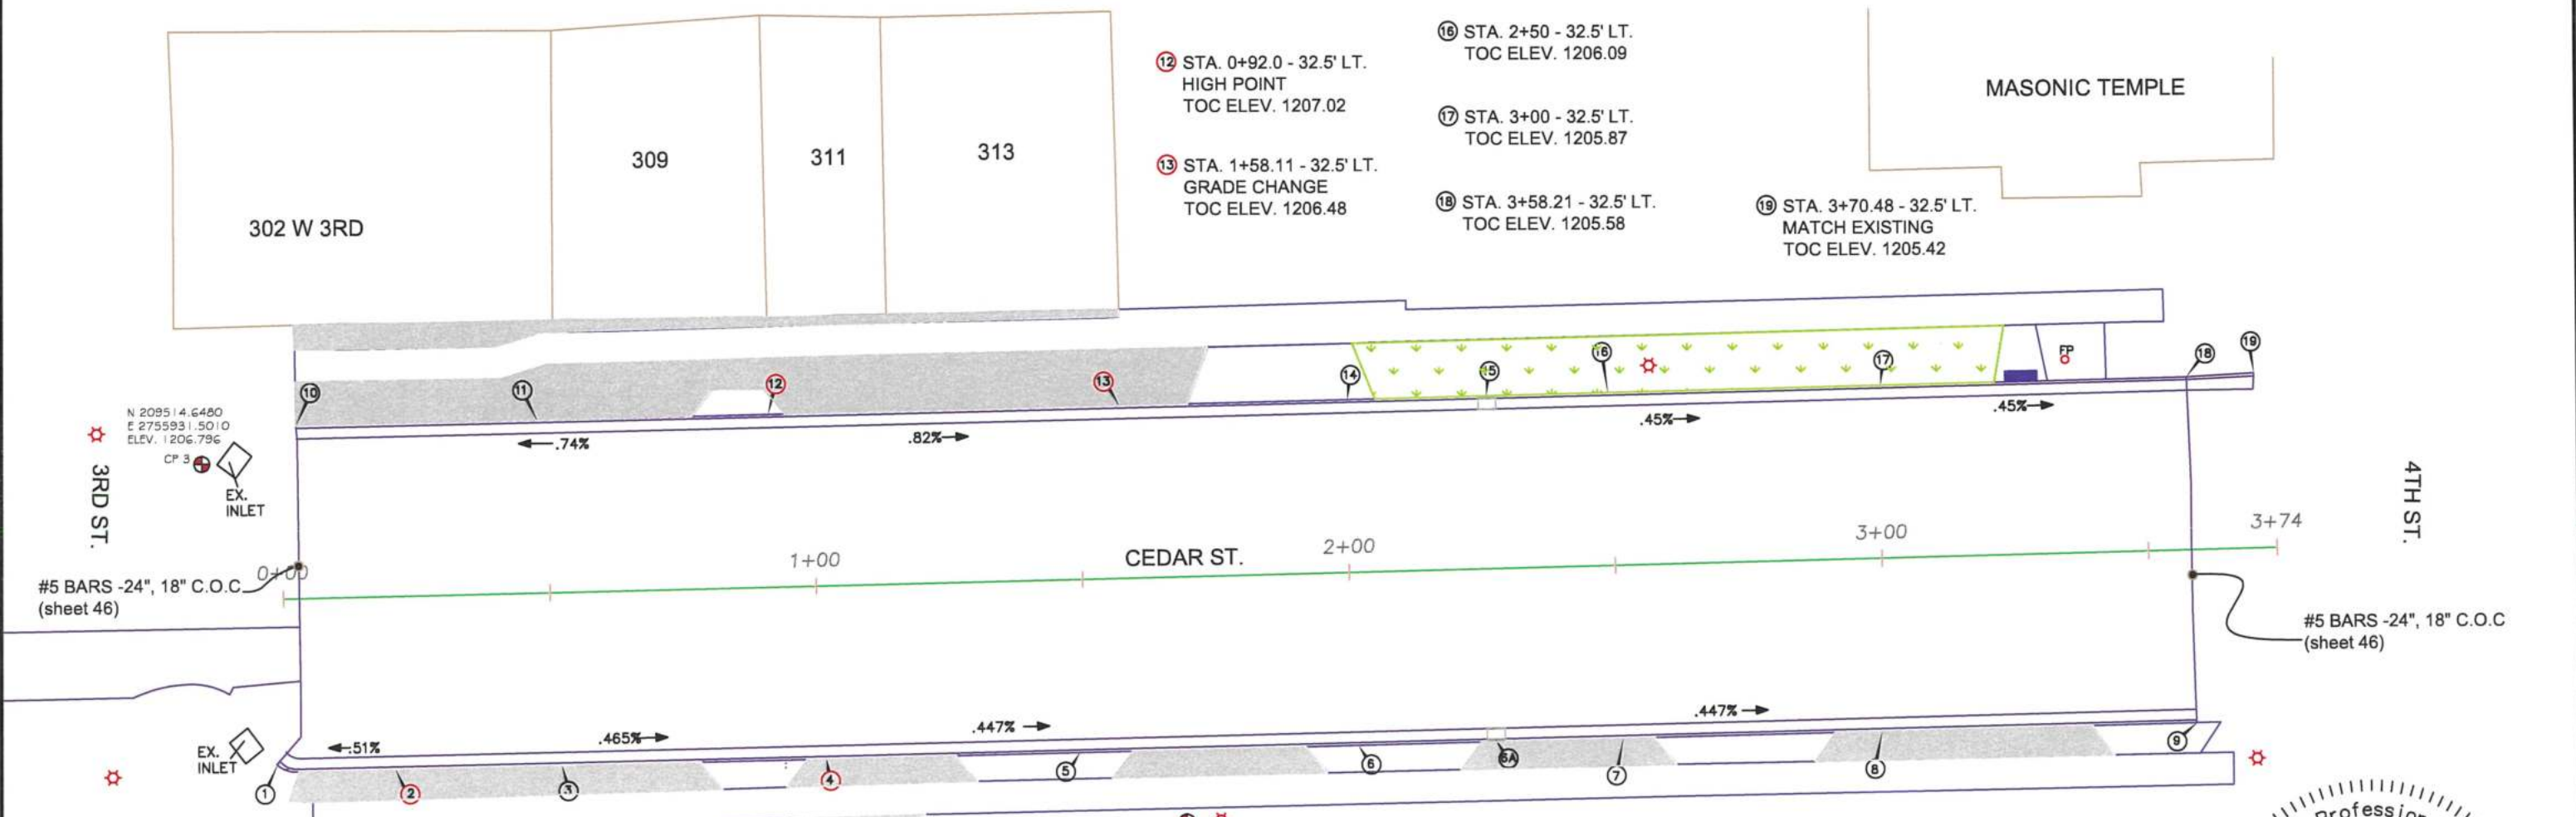 ⑫ STA. 0+92.0 - 32.5' LT.
HIGH POINT
TOC ELEV. 1207.02
⑬ STA. 1+58.11 - 32.5' LT.
GRADE CHANGE
TOC ELEV. 1206.48
⑯ STA. 2+50 - 32.5' LT.
TOC ELEV. 1206.09
⑰ STA. 3+00 - 32.5' LT.
TOC ELEV. 1205.87
⑱ STA. 3+58.21 - 32.5' LT.
TOC ELEV. 1205.58
⑲ STA. 3+70.48 - 32.5' LT.
MATCH EXISTING
TOC ELEV. 1205.42
MASONIC TEMPLE
302 W 3RD
309
311
313
⑩
⑪
⑫
⑬
⑭
15
16
⑰
FP
⑱
⑲
.74%
.82%
.45%
.45%
N 209514.6480
E 2755931.5010
ELEV. 1206.796
CP 3
EX.
INLET
3RD ST.
4TH ST.
#5 BARS -24", 18" C.O.C
(sheet 46)
0+00
1+00
CEDAR ST.
2+00
3+00
3+74
#5 BARS -24", 18" C.O.C
(sheet 46)
EX.
INLET
.51%
.465%
.447%
.447%
①
②
③
④
⑤
⑥
6A
⑦
⑧
⑨